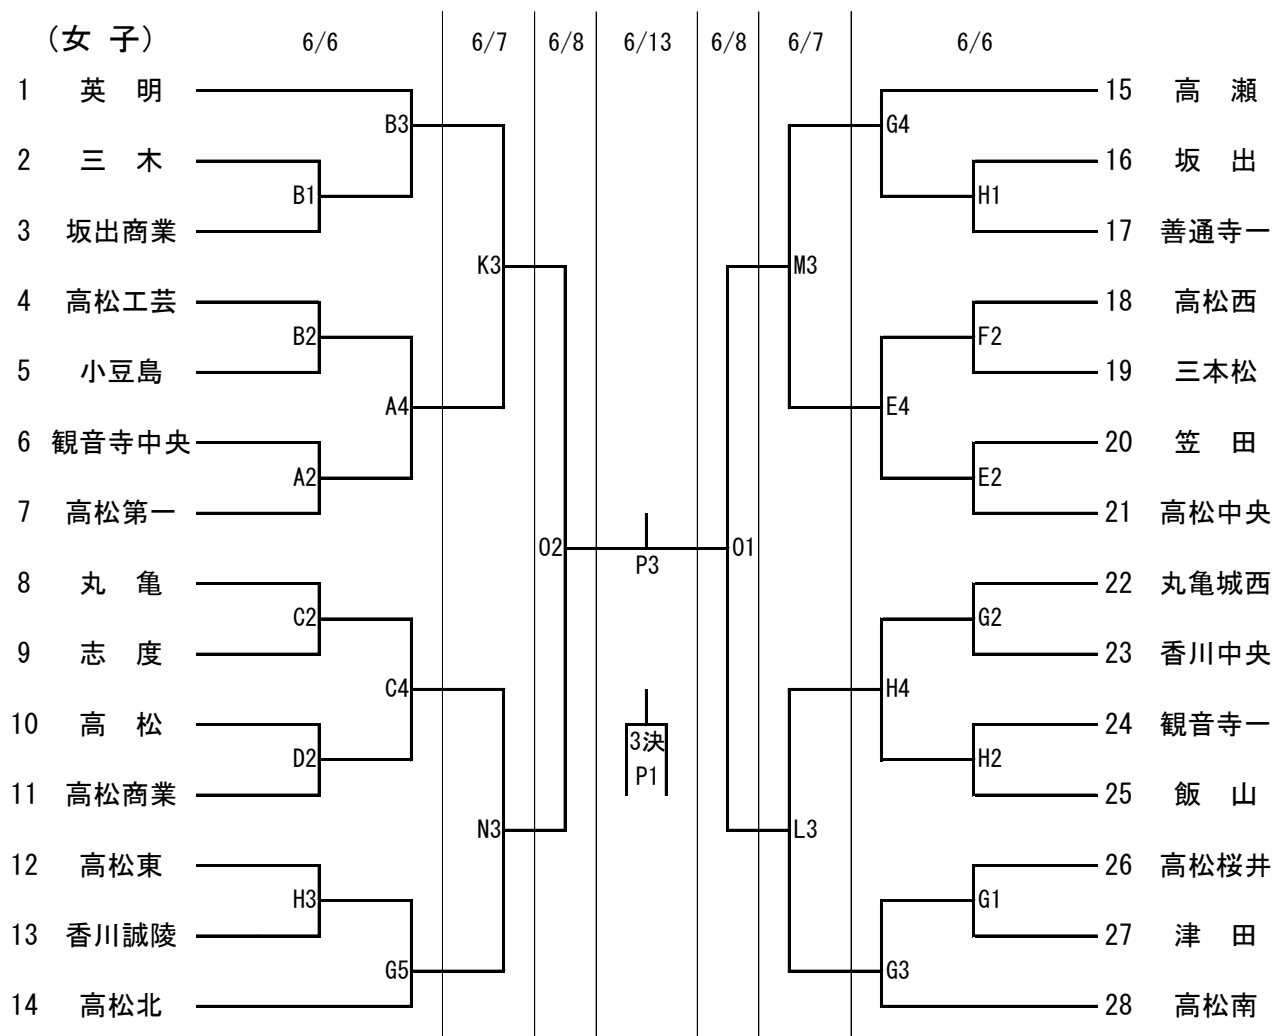 （女 子） 6/6 6/7 6/8 6/13 6/8 6/7 6/6
1 英 明 15 高 瀬
B3 G4
2 三 木 16 坂 出
B1 H1
3 坂出商業 17 善通寺一
K3 M3
4 高松工芸 18 高松西
B2 F2
5 小豆島 19 三本松
A4 E4
6 観音寺中央 20 笠 田
A2 E2
7 高松第一 21 高松中央
O2 O1
P3
8 丸 亀 22 丸亀城西
C2 G2
9 志 度 23 香川中央
C4 H4
10 高 松 24 観音寺一
3決
D2 H2
P1
11 高松商業 25 飯 山
N3 L3
12 高松東 26 高松桜井
H3 G1
13 香川誠陵 27 津 田
G5 G3
14 高松北 28 高松南